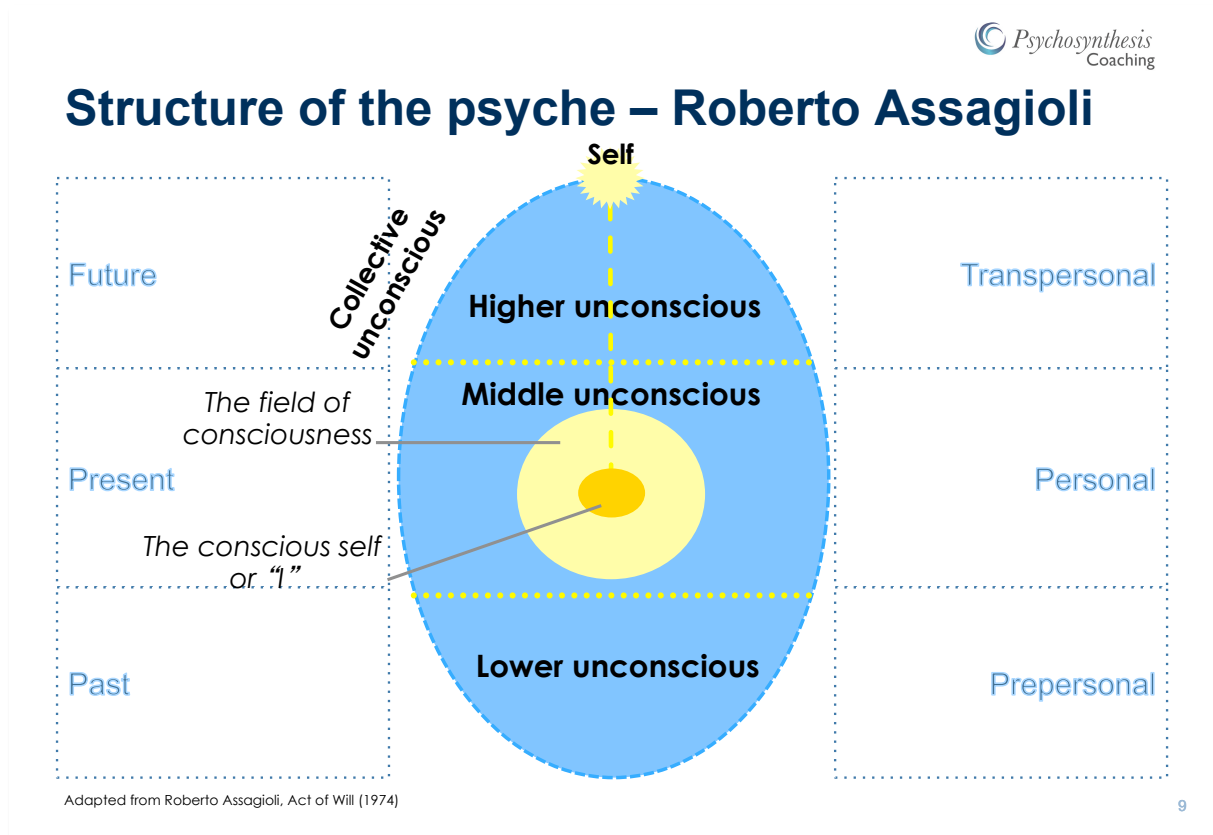 Psychosynthesis
Coaching
Structure of the psyche – Roberto Assagioli
Self
Collective
unconscious
Future
Transpersonal
Higher unconscious
Middle unconscious
The field of
consciousness
Present
Personal
The conscious self
or “I”
Lower unconscious
Past
Prepersonal
Adapted from Roberto Assagioli, Act of Will (1974)
9